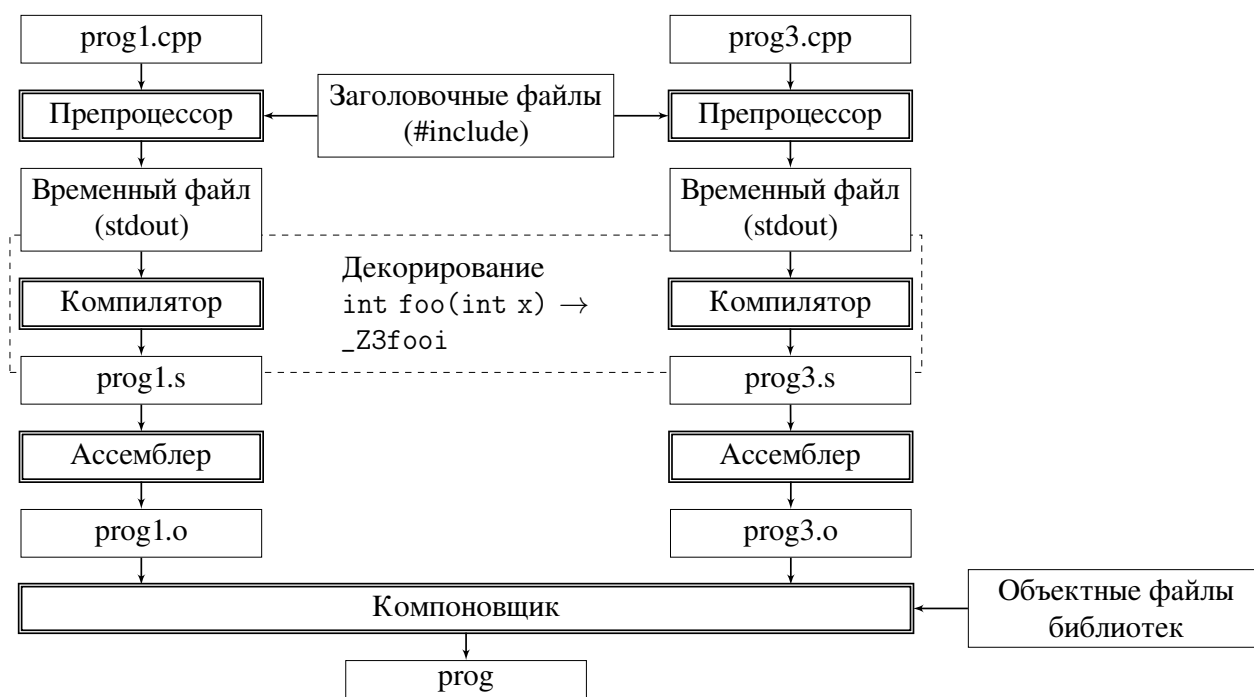 prog1.cpp
prog3.cpp
Препроцессор
Заголовочные файлы
(#include)
Препроцессор
Временный файл
(stdout)
Временный файл
(stdout)
Декорирование
int foo(int x) →
_Z3fooi
Компилятор
Компилятор
prog1.s
prog3.s
Ассемблер
Ассемблер
prog1.o
prog3.o
Компоновщик
Объектные файлы
библиотек
prog